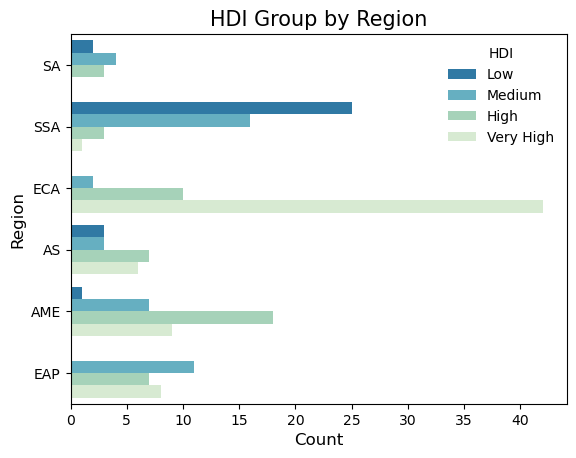 HDI Group by Region
HDI
Low
Medium
High
Very High
SA
SSA
ECA
AS
AME
EAP
Region
0 5 10 15 20 25 30 35 40
Count